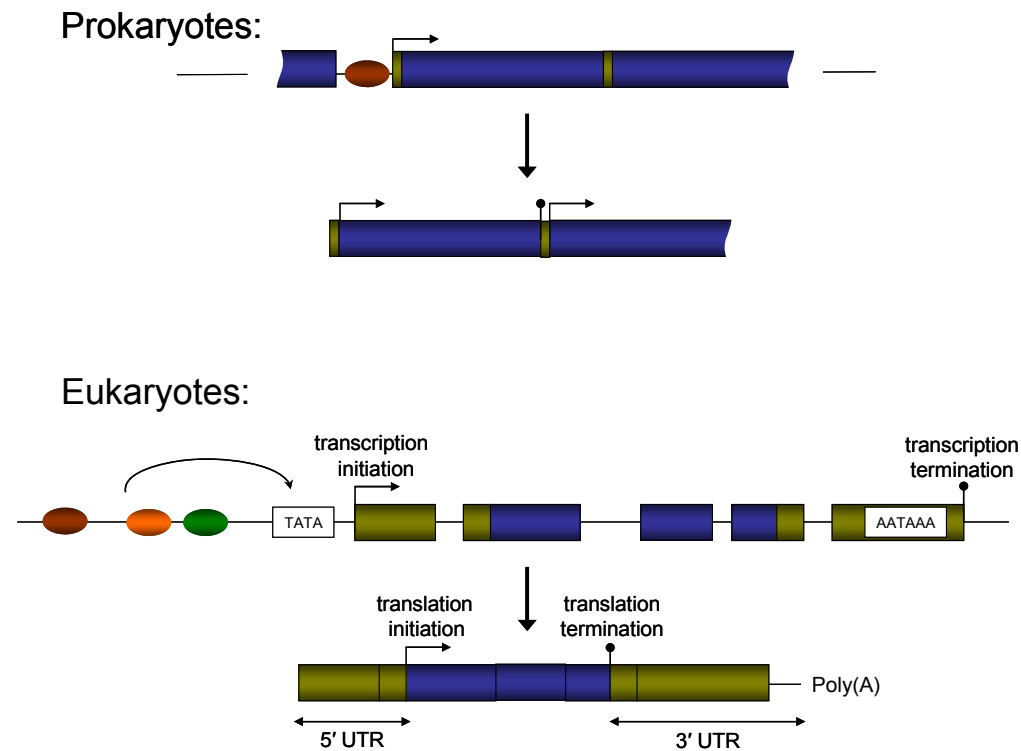 Prokaryotes:
Eukaryotes:
transcription
initiation
transcription
termination
TATA
AATAAA
translation
initiation
translation
termination
Poly(A)
5′ UTR
3′ UTR